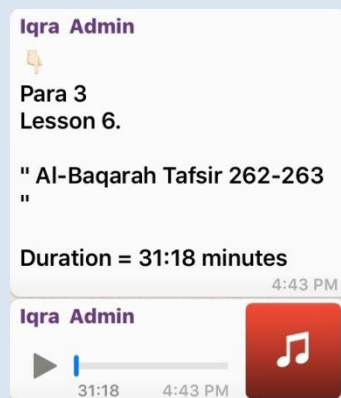 Iqra Admin
👇🏻
Para 3
Lesson 6.
" Al-Baqarah Tafsir 262-263
"
Duration = 31:18 minutes
4:43 PM
Iqra Admin
31:18 4:43 PM